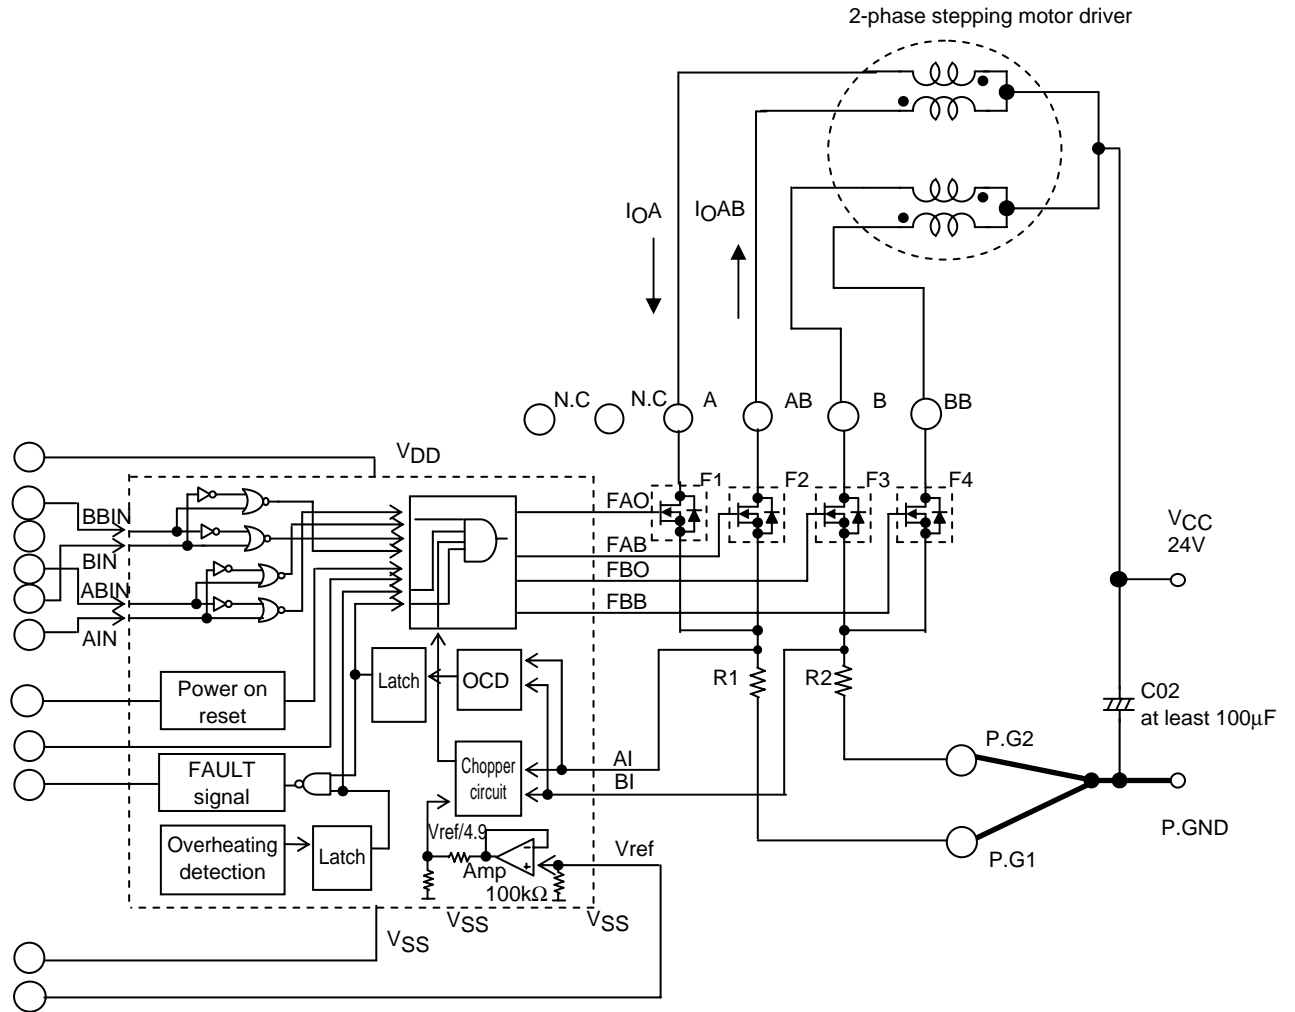 2-phase stepping motor driver
IOA
IOAB
N.C
N.C
A
AB
B
BB
VDD
F1
F2
F3
F4
BBIN
BIN
ABIN
AIN
FAO
FAB
FBO
FBB
VCC
24V
Latch
OCD
R1
R2
Power on
reset
C02
at least 100μF
FAULT
signal
Chopper
circuit
AI
BI
P.G2
P.GND
Overheating
detection
Latch
Vref/4.9
Amp
100kΩ
Vref
P.G1
VSS
VSS
VSS